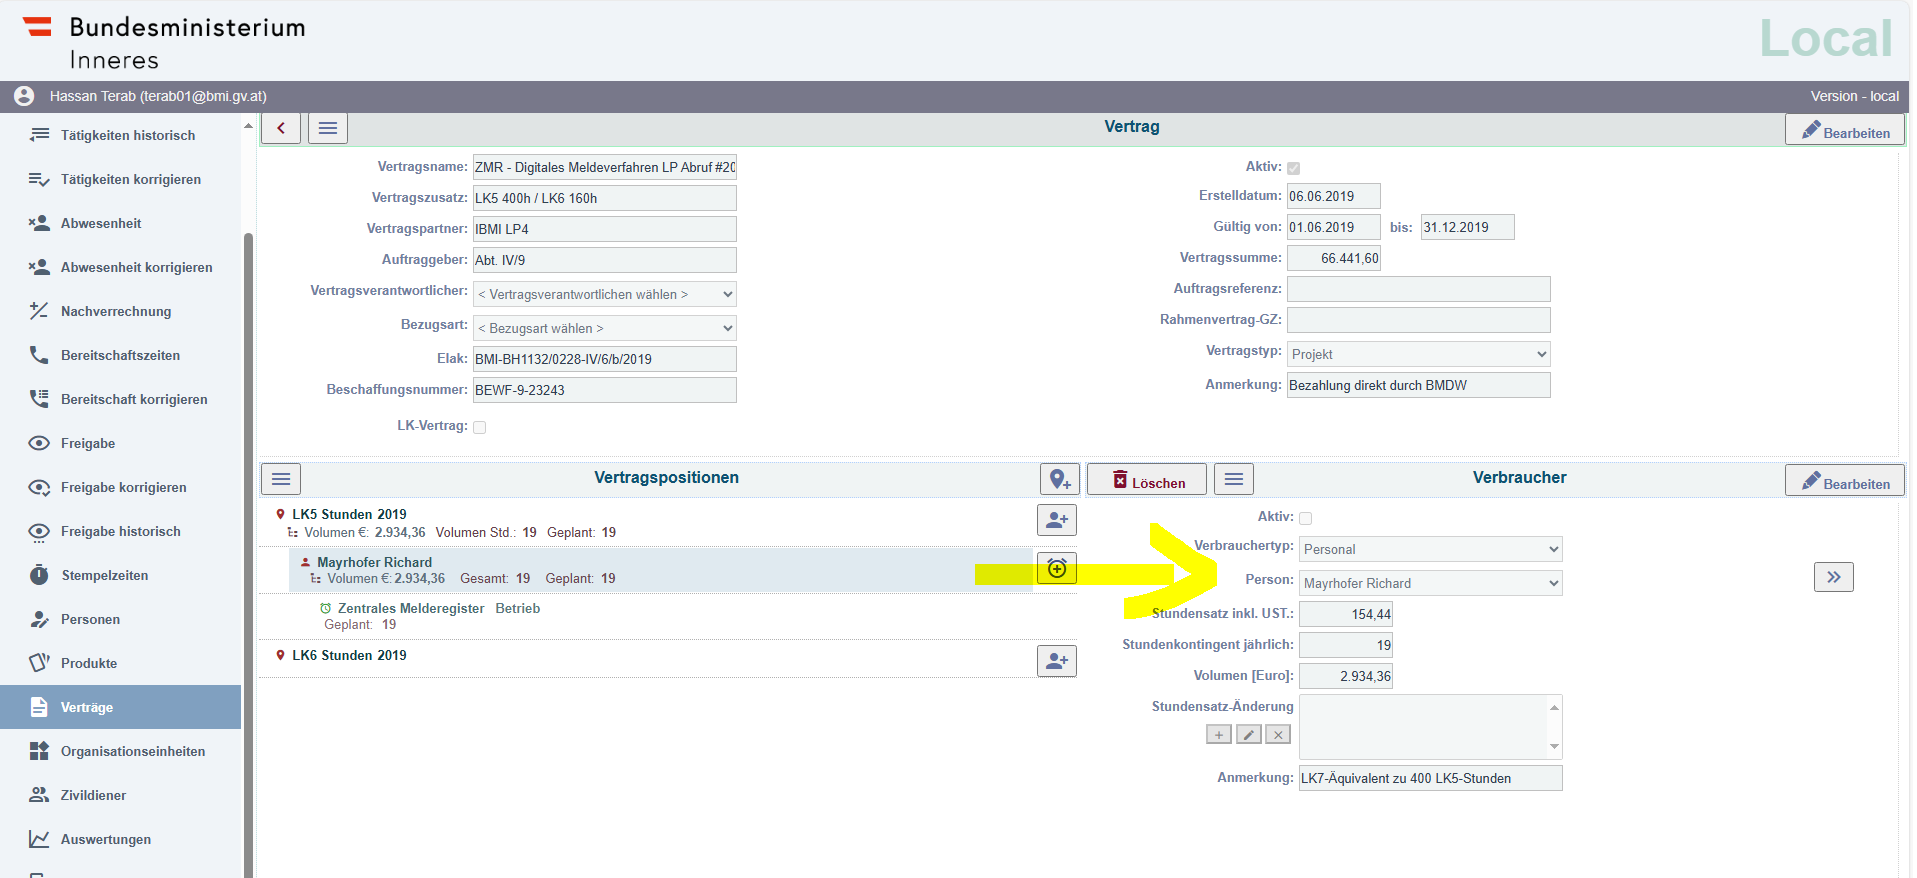 Bundesministerium
Inneres
Local
Hassan Terab (terab01@bmi.gv.at)
Version - local
Tätigkeiten historisch
Tätigkeiten korrigieren
Abwesenheit
Abwesenheit korrigieren
Nachverrechnung
Bereitschaftszeiten
Bereitschaft korrigieren
Freigabe
Freigabe korrigieren
Freigabe historisch
Stempelzeiten
Personen
Produkte
Verträge
Organisationseinheiten
Zivildiener
Auswertungen
Vertrag
Bearbeiten
Vertragsname: ZMR - Digitales Meldeverfahren LP Abruf #20
Vertragszusatz: LK5 400h / LK6 160h
Vertragspartner: IBMI LP4
Auftraggeber: Abt. IV/9
Vertragsverantwortlicher: < Vertragsverantwortlichen wählen >
Bezugsart: < Bezugsart wählen >
Elak: BMI-BH1132/0228-IV/6/b/2019
Beschaffungsnummer: BEWF-9-23243
LK-Vertrag:
Aktiv:
Erstelldatum: 06.06.2019
Gültig von: 01.06.2019 bis: 31.12.2019
Vertragssumme: 66.441,60
Auftragsreferenz:
Rahmenvertrag-GZ:
Vertragstyp: Projekt
Anmerkung: Bezahlung direkt durch BMDW
Vertragspositionen
LK5 Stunden 2019
Volumen €: 2.934,36 Volumen Std.: 19 Geplant: 19
Mayrhofer Richard
Volumen €: 2.934,36 Gesamt: 19 Geplant: 19
Zentrales Melderegister Betrieb
Geplant: 19
LK6 Stunden 2019
Löschen
Verbraucher
Bearbeiten
Aktiv:
Verbrauchertyp: Personal
Person: Mayrhofer Richard
Stundensatz inkl. UST.: 154,44
Stundenkontingent jährlich: 19
Volumen [Euro]: 2.934,36
Stundensatz-Änderung
Anmerkung: LK7-Äquivalent zu 400 LK5-Stunden